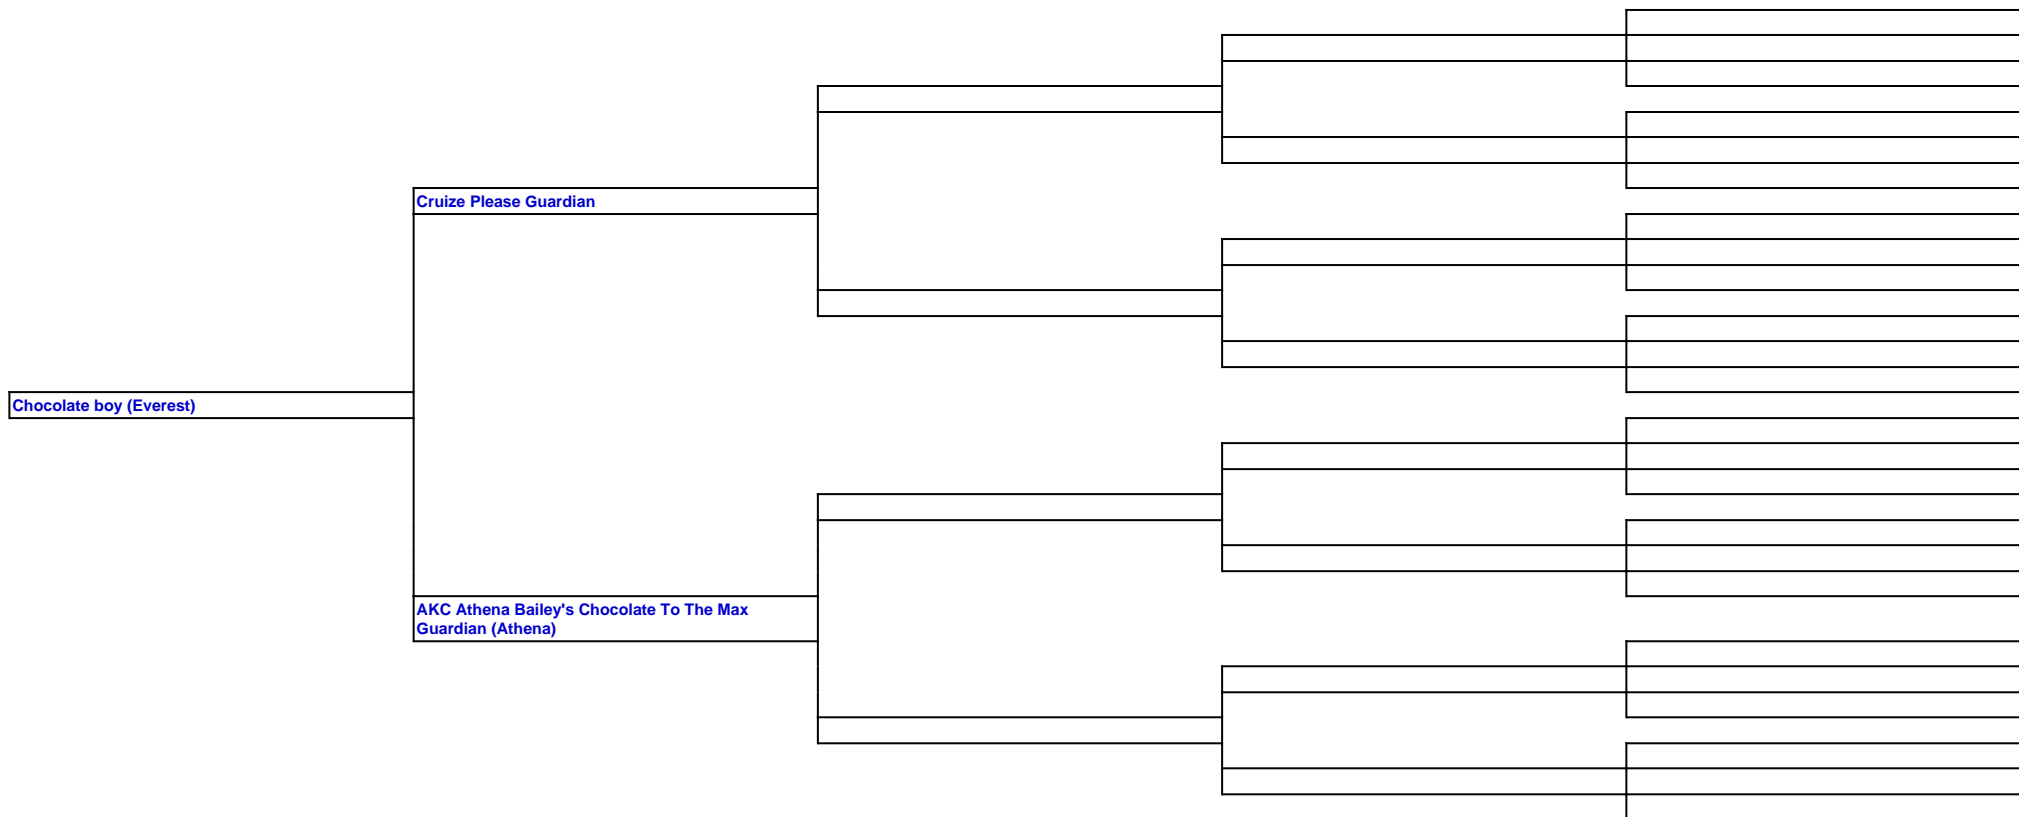 Cruize Please Guardian
Chocolate boy (Everest)
AKC Athena Bailey's Chocolate To The Max
Guardian (Athena)